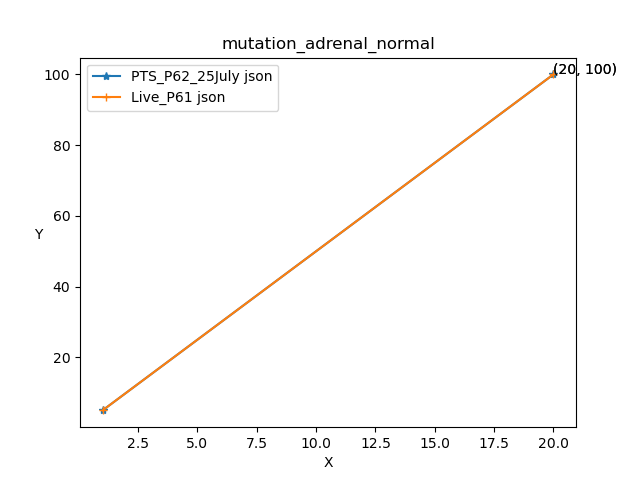 mutation_adrenal_normal
PTS_P62_25July json
Live_P61 json
(20, 100)
100
80
60
40
20
Y
2.5 5.0 7.5 10.0 12.5 15.0 17.5 20.0
X